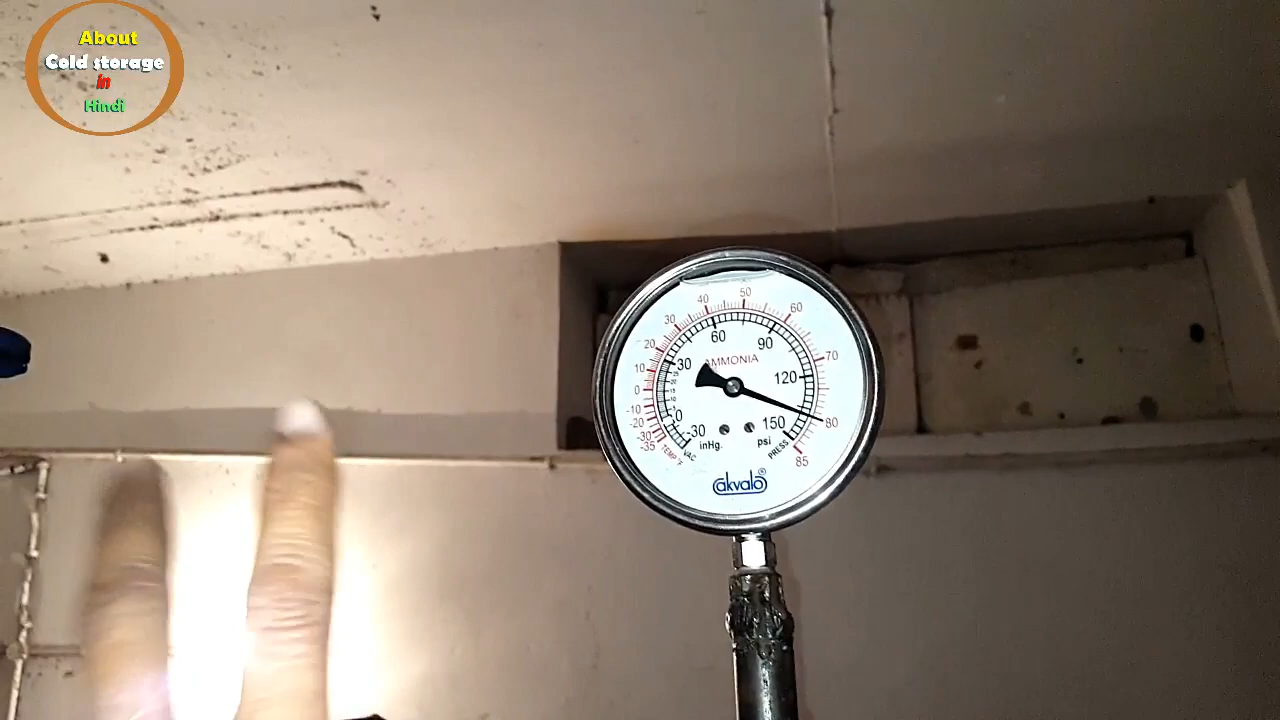 About
Cold storage
in
Hindi
50
40
60
30
60
90
20
70
AMMONIA
30
10
120
0
-10
0
150
80
-20
-30
-30
-35
inHg.
psi
VAC
PRESS
TEMP °F
85
akvalo®